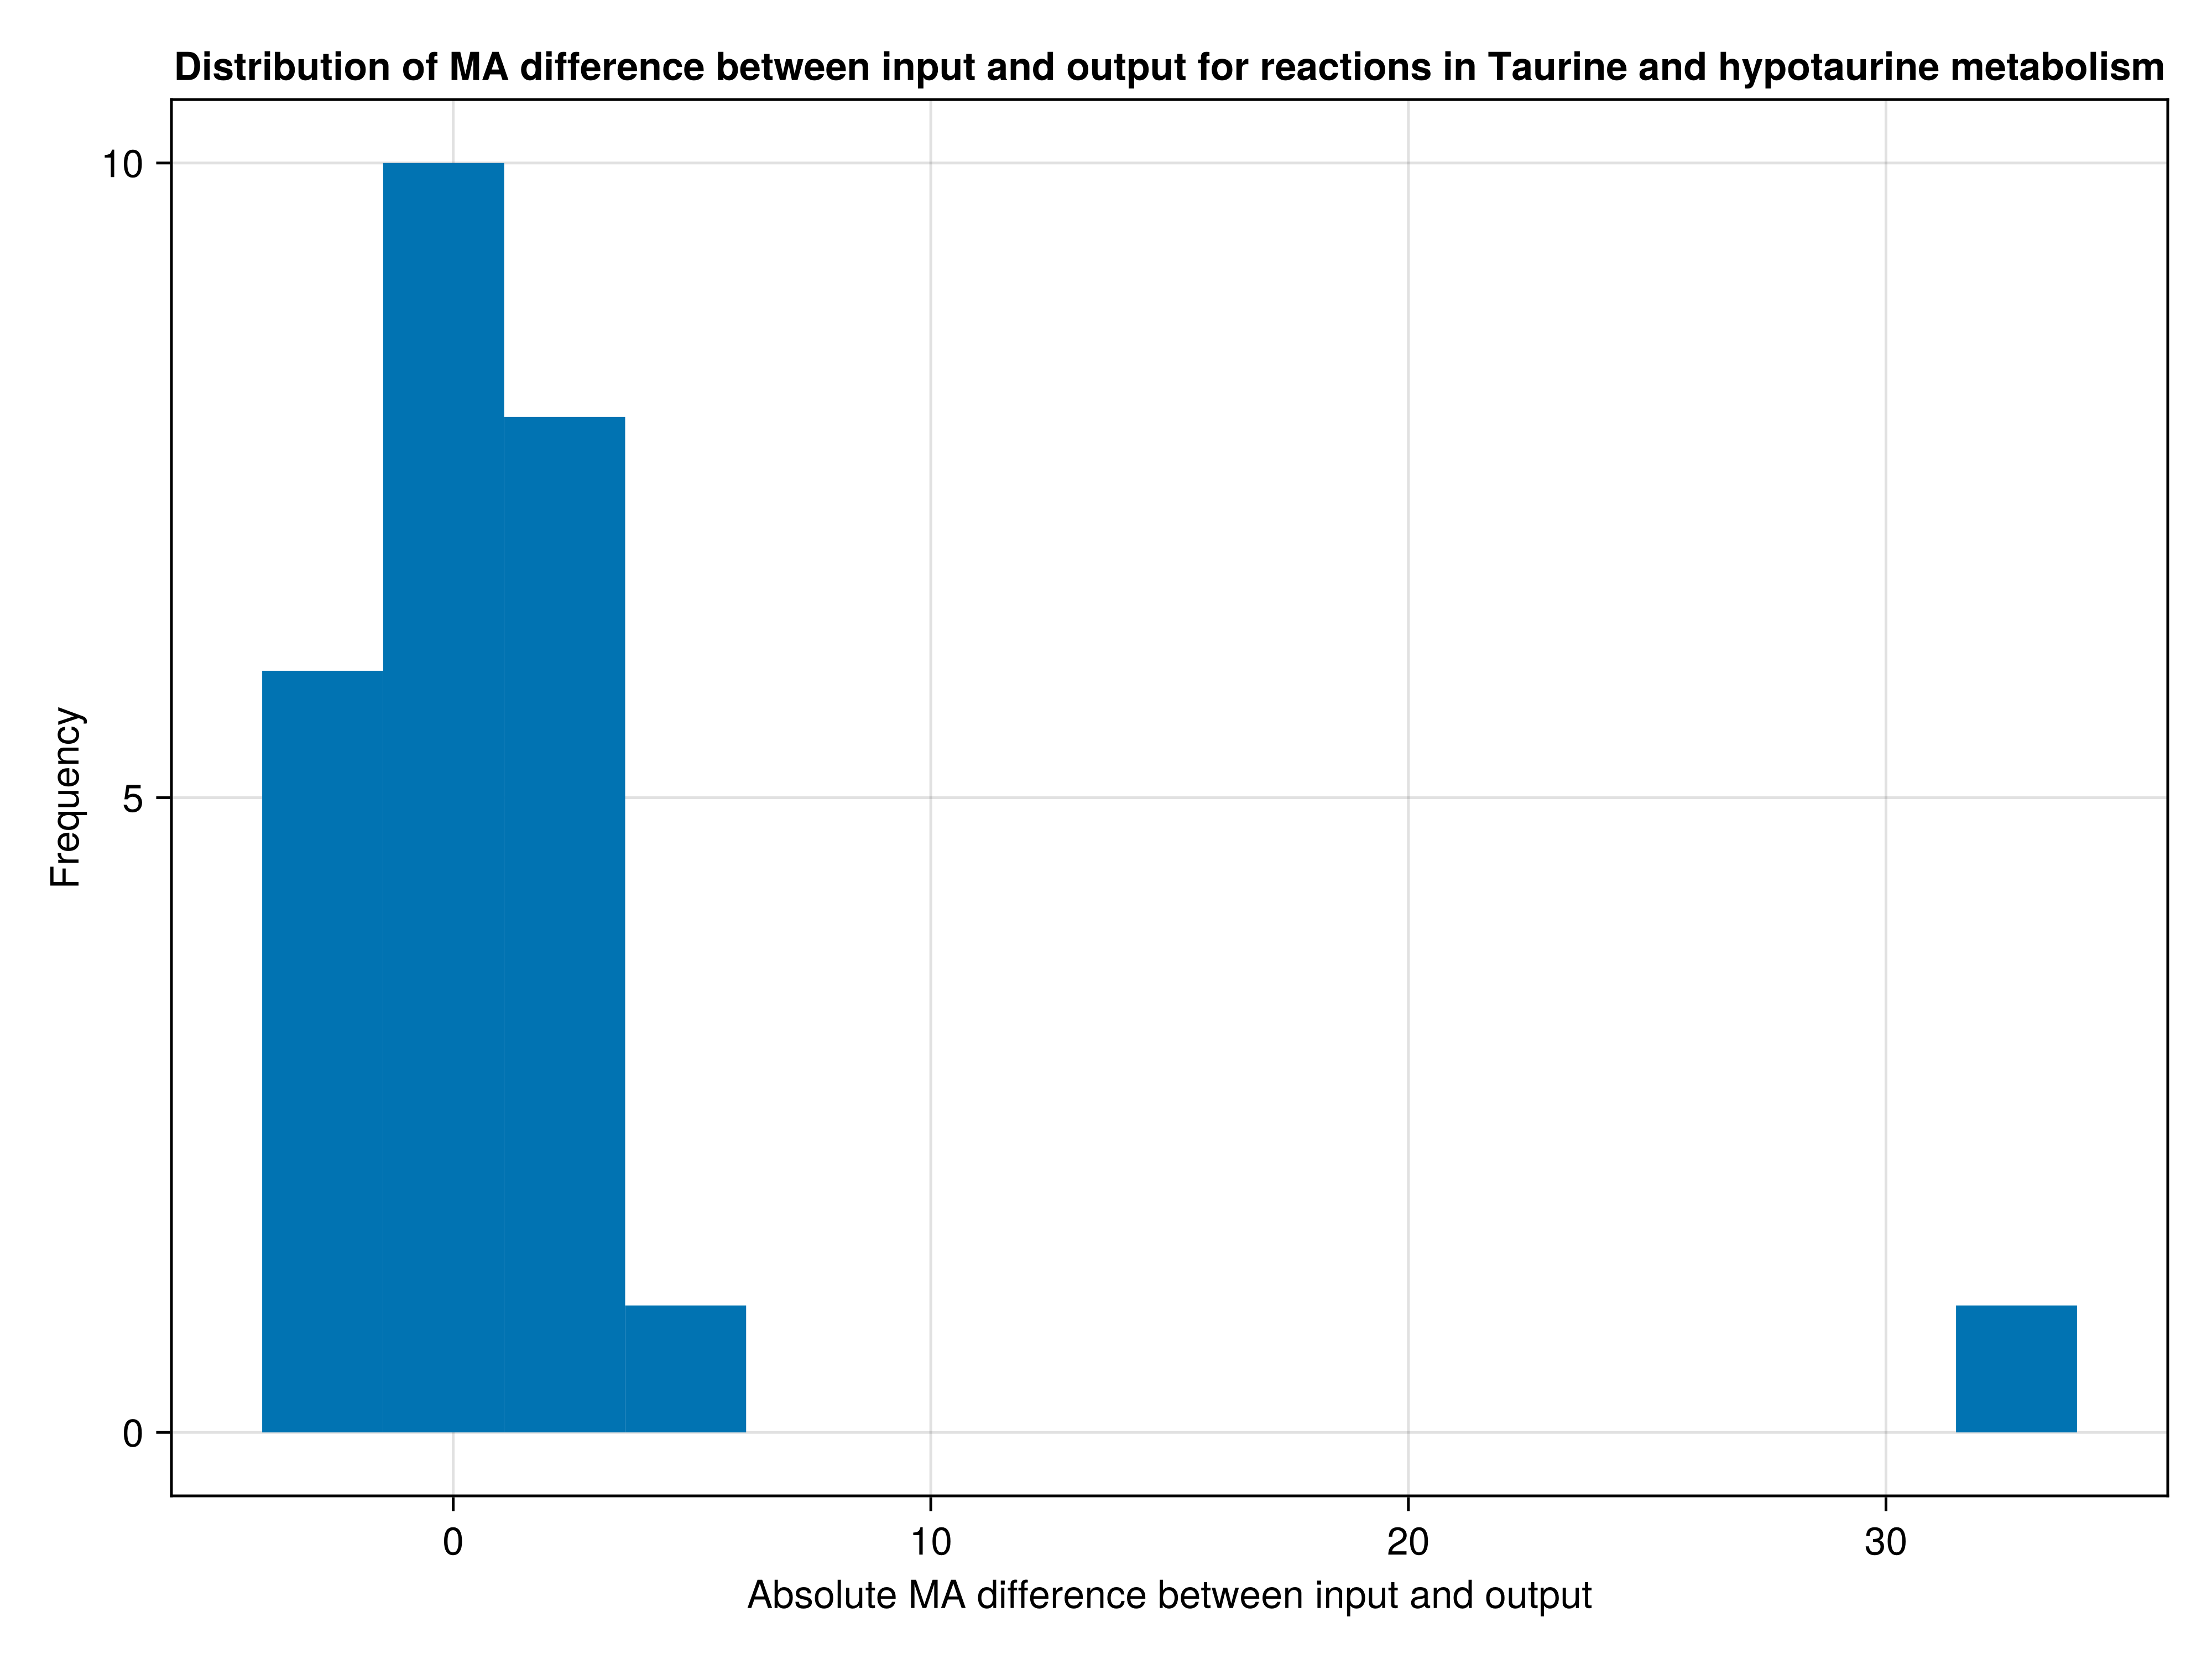 Distribution of MA difference between input and output for reactions in Taurine and hypotaurine metabolism
10
5
0
Frequency
0 10 20 30
Absolute MA difference between input and output